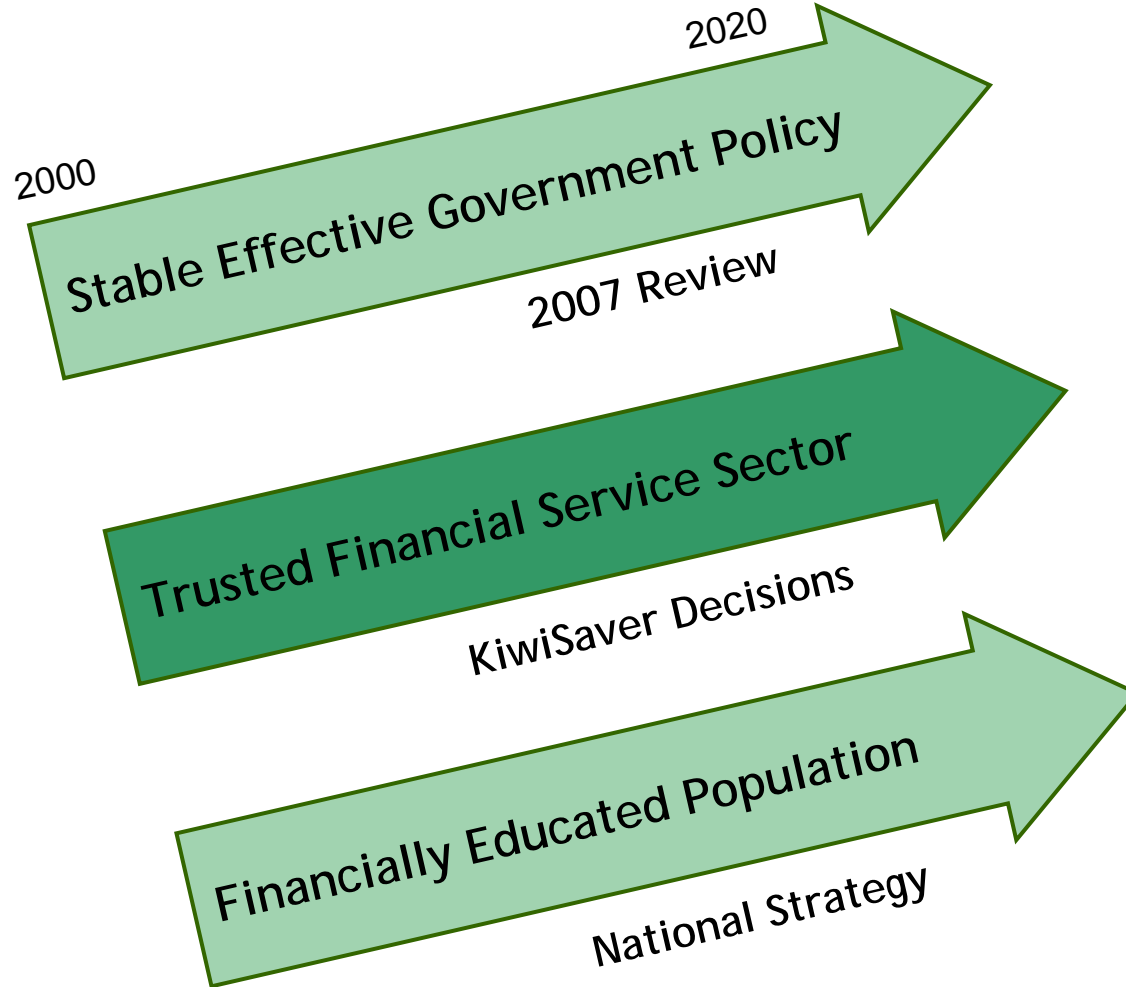 2000
2020
Stable Effective Government Policy
2007 Review
Trusted Financial Service Sector
KiwiSaver Decisions
Financially Educated Population
National Strategy